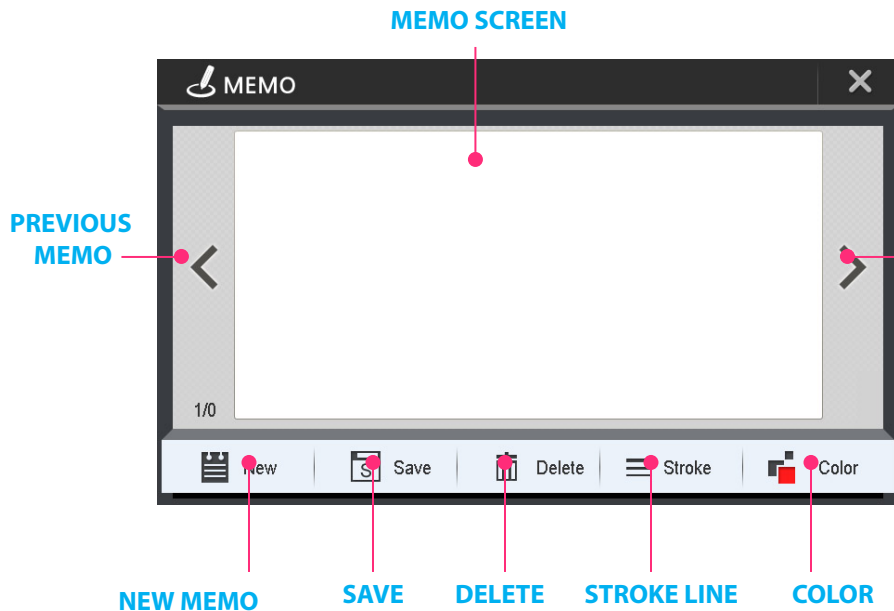 MEMO SCREEN
MEMO
PREVIOUS
MEMO
1/0
New
Save
Delete
Stroke
Color
NEW MEMO
SAVE
DELETE
STROKE LINE
COLOR